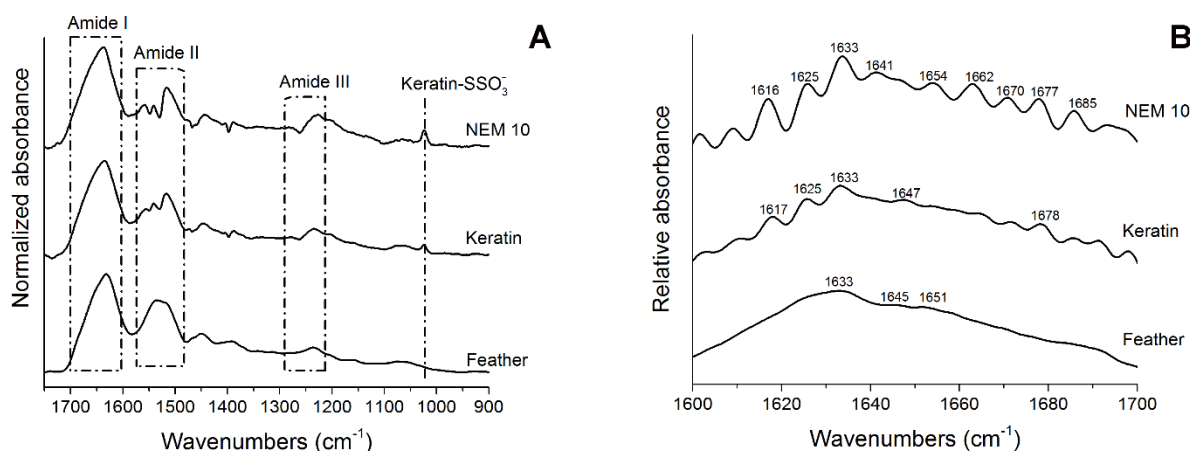 A
Amide I
Amide II
Amide III
Keratin-SSO₃⁻
NEM 10
Keratin
Feather
Normalized absorbance
1700 1600 1500 1400 1300 1200 1100 1000 900
Wavenumbers (cm⁻¹)
B
1616 1625 1633 1641 1654 1662 1670 1677 1685
NEM 10
1617 1625 1633 1647 1678
Keratin
1633 1645 1651
Feather
Relative absorbance
1600 1620 1640 1660 1680 1700
Wavenumbers (cm⁻¹)